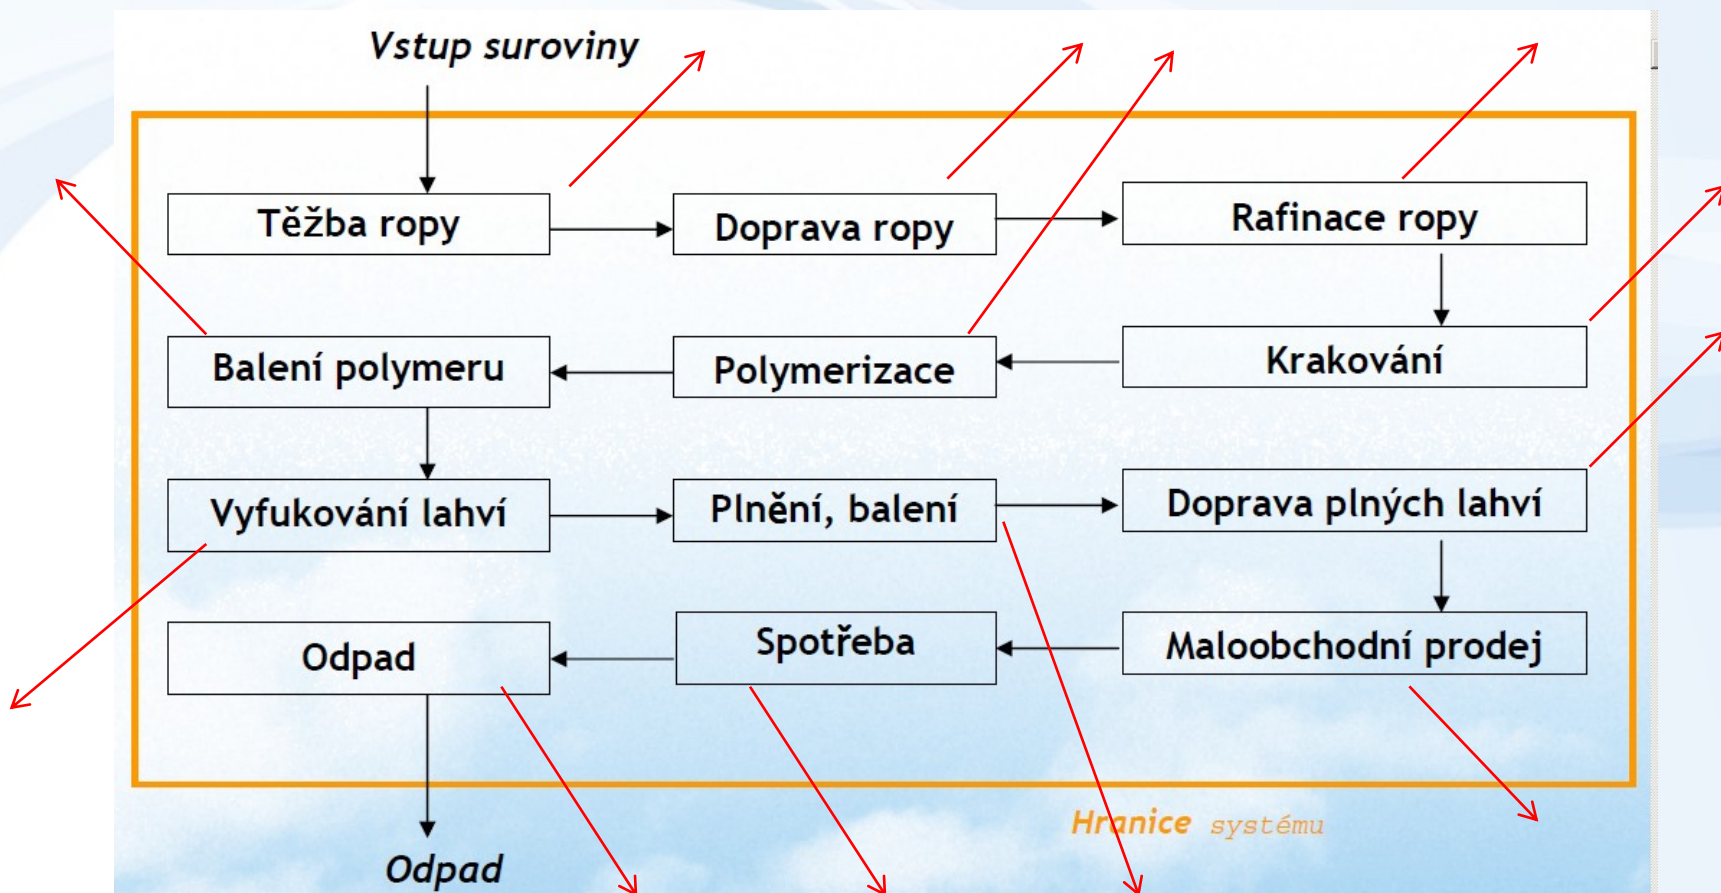 Vstup suroviny
Těžba ropy
Doprava ropy
Rafinace ropy
Balení polymeru
Polymerizace
Krakování
Vyfukování lahví
Plnění, balení
Doprava plných lahví
Odpad
Spotřeba
Maloobchodní prodej
Hranice systému
Odpad